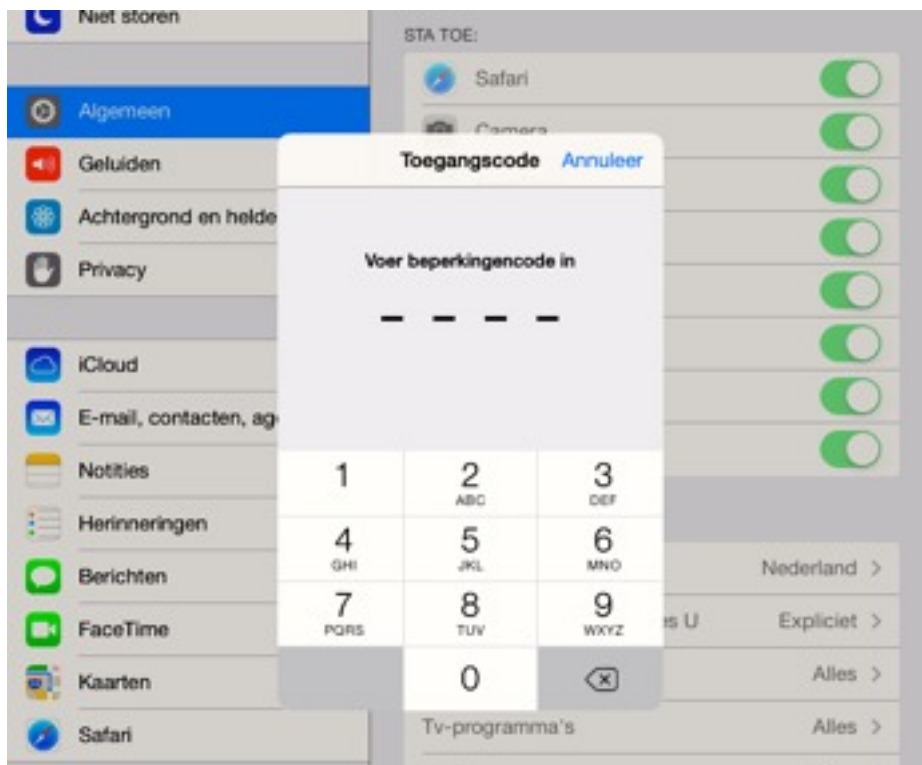 Niet storen
Algemeen
Geluiden
Achtergrond en helde
Privacy
iCloud
E-mail, contacten, ag
Notities
Herinneringen
Berichten
FaceTime
Kaarten
Safari
STA TOE:
Safari
Camera
Toegangscode Annuleer
Voer beperkingencode in
1 2 3
ABC DEF
4 5 6
GHI JKL MNO
7 8 9
PQRS TUV WXYZ
0
Nederland >
es U Expliciet >
Alles >
Tv-programma's Alles >